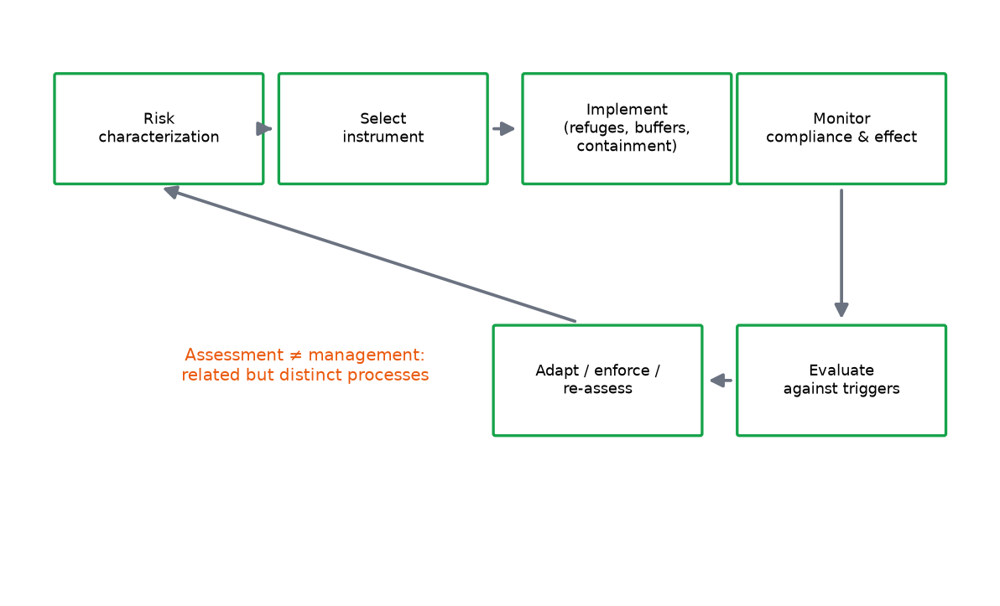 Risk
characterization
Select
instrument
Implement
(refuges, buffers,
containment)
Monitor
compliance & effect
Assessment ≠ management:
related but distinct processes
Adapt / enforce /
re-assess
Evaluate
against triggers